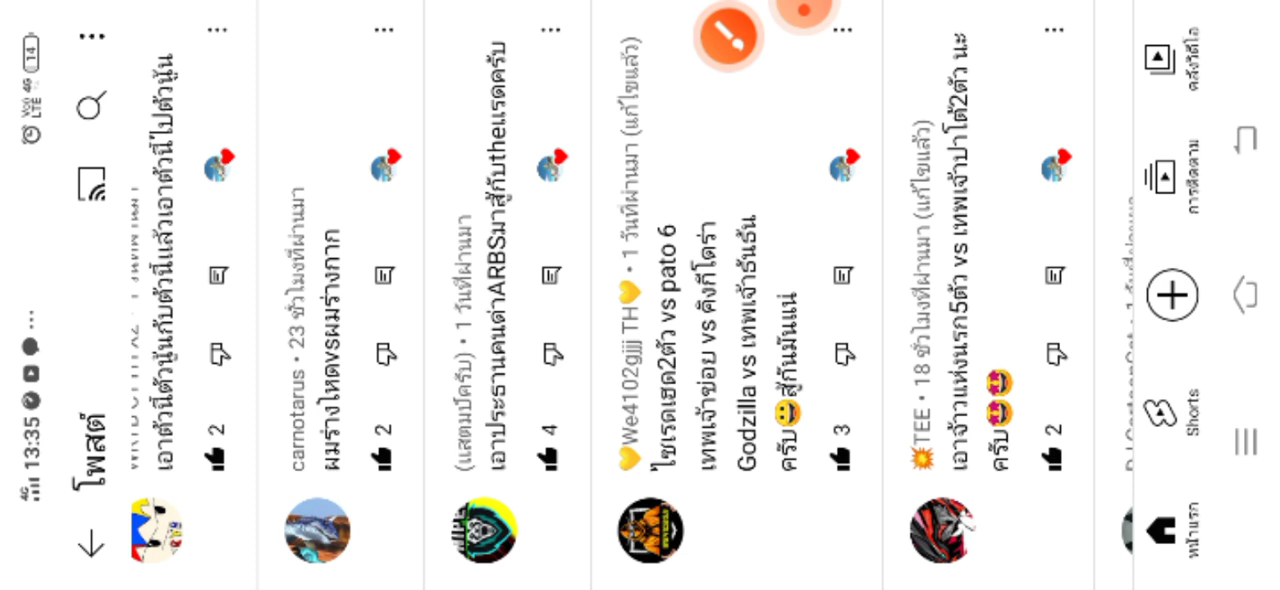 4G 13:35
Voo 4G LTE 14
โพสต์
เอาตัวนี้ตัวนู้นกับตัวนี้แล้วเอาตัวนี้ไปตัวนู้น
2
carnotarus • 23 ชั่วโมงที่ผ่านมา
ผมร่างโหดvsผมร่างกาก
2
(แสตมป์ครับ) • 1 วันที่ผ่านมา
เอาประธานคนด่าARBSมาสู้กับtheแรดครับ
4
💛We4102gjjj TH💛 • 1 วันที่ผ่านมา (แก้ไขแล้ว)
ไซเรดเฮด2ตัว vs pato 6
เทพเจ้าข่อย vs คิงกิโดร่า
Godzilla vs เทพเจ้าธันธัน
ครับ😀สู้กันมันแน่
3
💥TEE • 18 ชั่วโมงที่ผ่านมา (แก้ไขแล้ว)
เอาจ้าวแห่งนรก5ตัว vs เทพเจ้าปาโต้2ตัว นะ
ครับ🤩🤩
2
หน้าแรก
Shorts
การติดตาม
คลังวิดีโอ